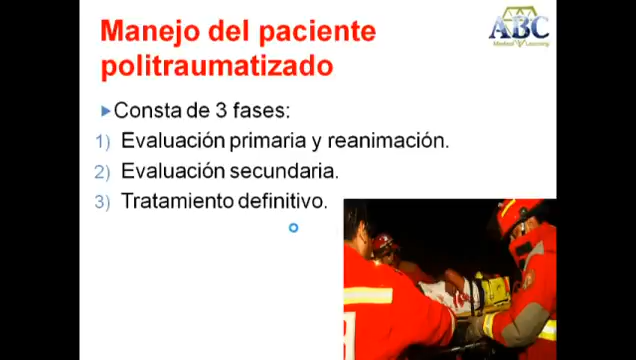 Manejo del paciente
politraumatizado
ABC
Medical Learning
Consta de 3 fases:
1) Evaluación primaria y reanimación.
2) Evaluación secundaria.
3) Tratamiento definitivo.